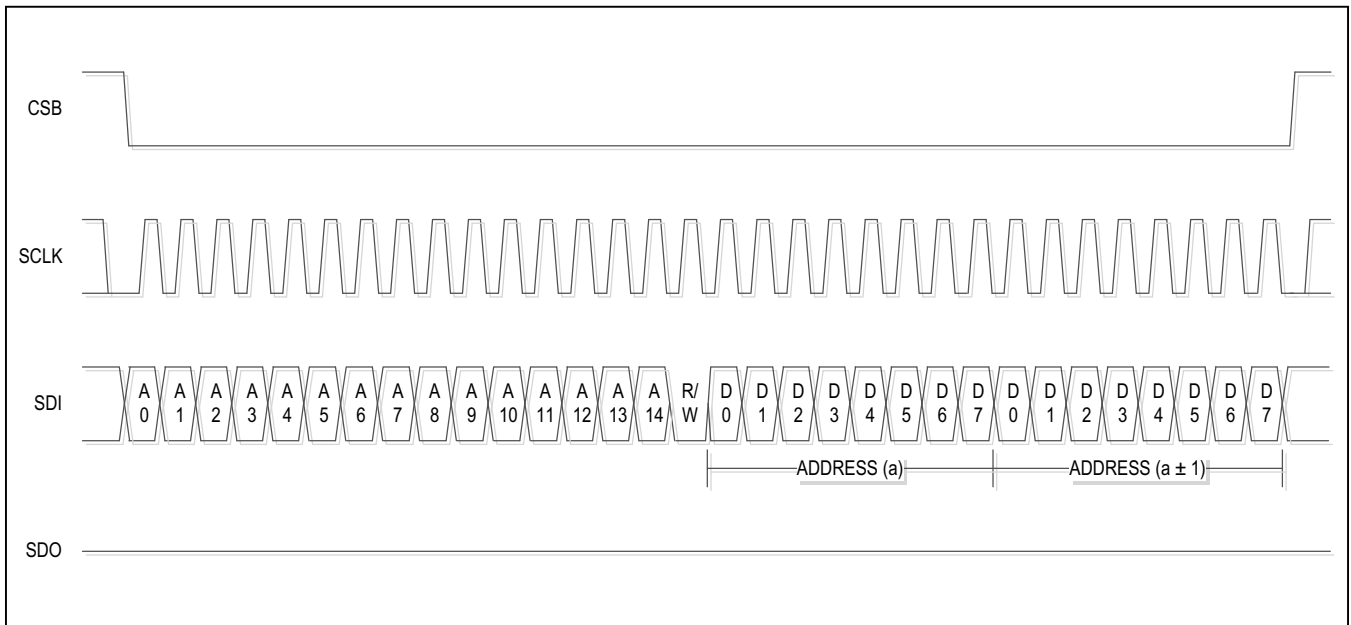 CSB
SCLK
SDI
A A A A A A A A A A A A A A A R/ D D D D D D D D D D D D D D D D
0 1 2 3 4 5 6 7 8 9 10 11 12 13 14 W 0 1 2 3 4 5 6 7 0 1 2 3 4 5 6 7
ADDRESS (a) ADDRESS (a ± 1)
SDO